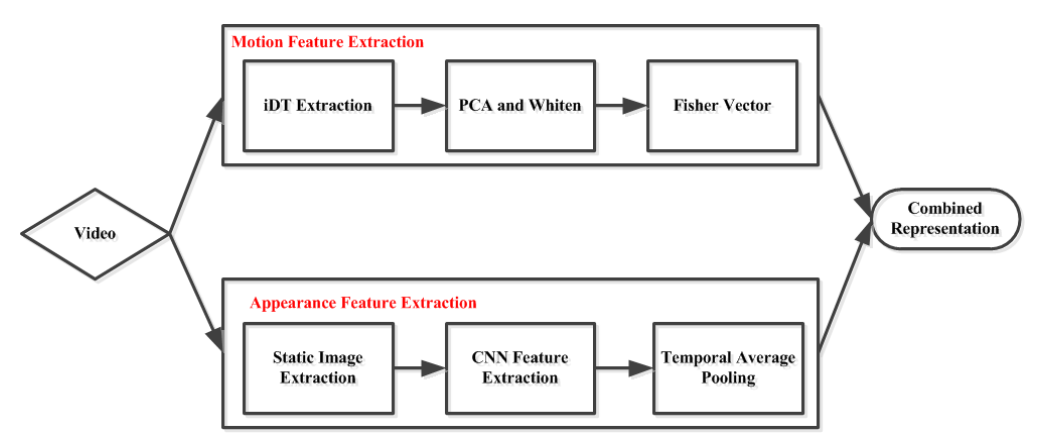 Motion Feature Extraction
iDT Extraction
PCA and Whiten
Fisher Vector
Video
Combined
Representation
Appearance Feature Extraction
Static Image
Extraction
CNN Feature
Extraction
Temporal Average
Pooling